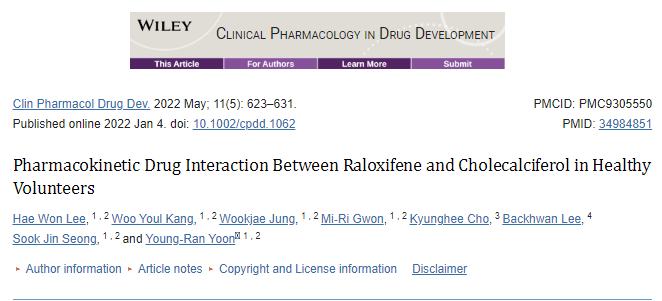 WILEY
CLINICAL PHARMACOLOGY IN DRUG DEVELOPMENT
This Article For Authors Learn More Submit
Clin Pharmacol Drug Dev. 2022 May; 11(5): 623–631. PMCID: PMC9305550
Published online 2022 Jan 4. doi: 10.1002/cpdd.1062 PMID: 34984851
Pharmacokinetic Drug Interaction Between Raloxifene and Cholecalciferol in Healthy
Volunteers
Hae Won Lee, 1 , 2 Woo Youl Kang, 1 , 2 Wookjae Jung, 1 , 2 Mi-Ri Gwon, 1 , 2 Kyunghee Cho, 3 Backhwan Lee, 4
Sook Jin Seong, 1 , 2 and Young-Ran Yoon 1 , 2
Author information Article notes Copyright and License information Disclaimer